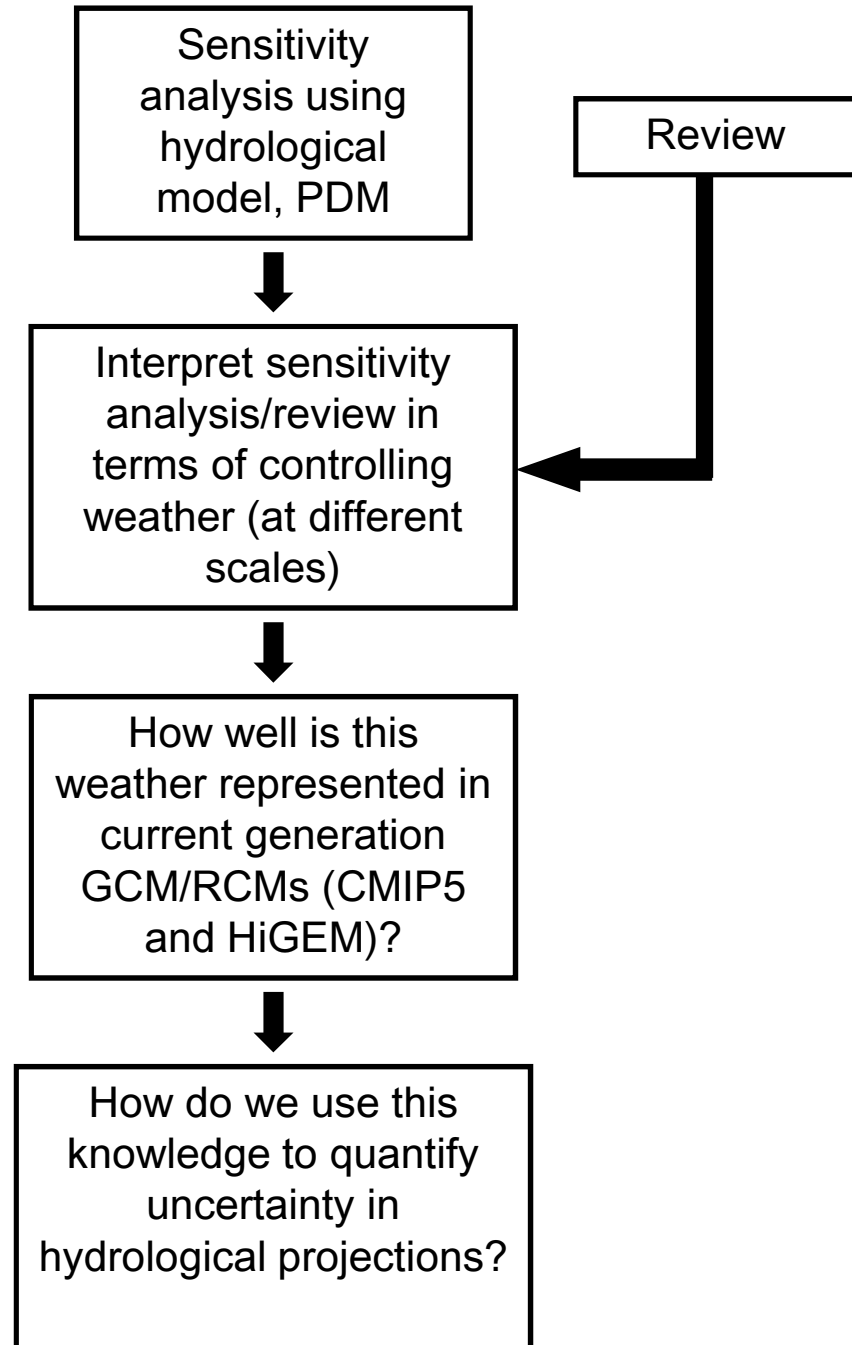 Sensitivity
analysis using
hydrological
model, PDM
Review
Interpret sensitivity
analysis/review in
terms of controlling
weather (at different
scales)
How well is this
weather represented in
current generation
GCM/RCMs (CMIP5
and HiGEM)?
How do we use this
knowledge to quantify
uncertainty in
hydrological projections?